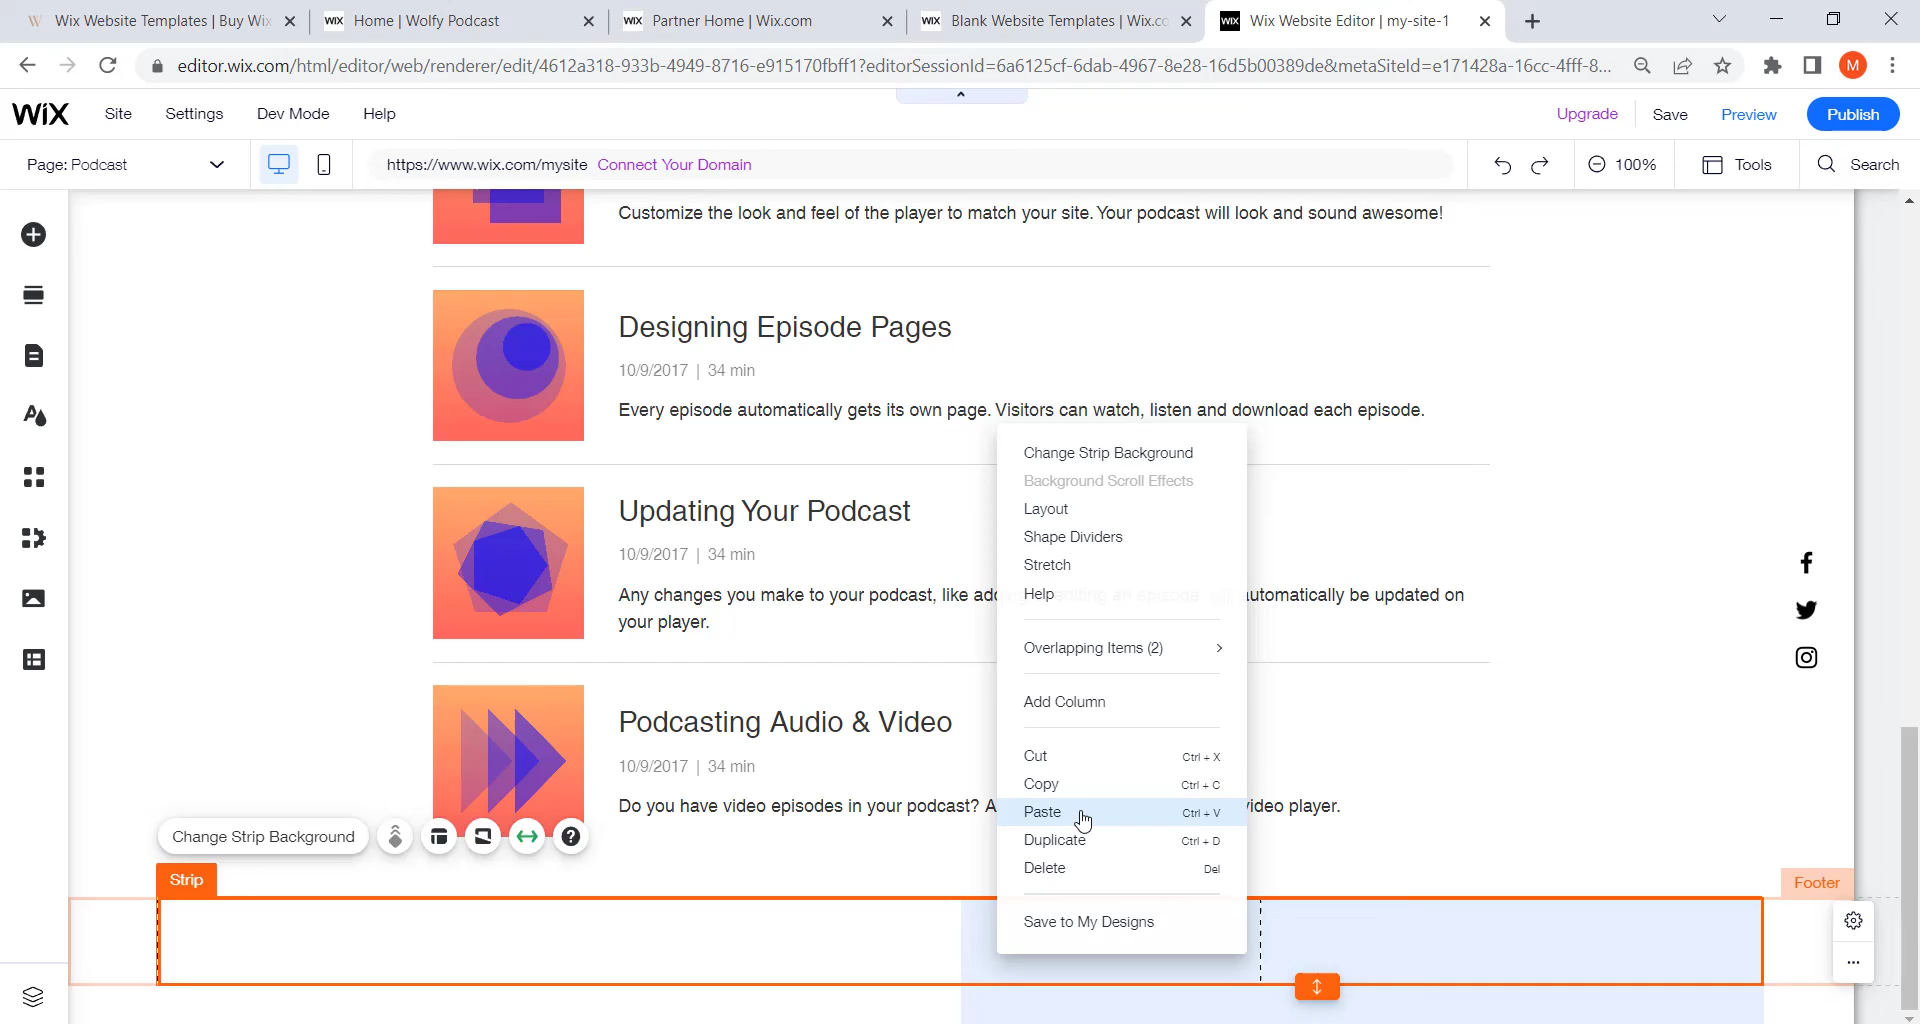 Wix Website Templates | Buy Wix
WIX Home | Wolfy Podcast
WIX Partner Home | Wix.com
WIX Blank Website Templates | Wix.co
WIX Wix Website Editor | my-site-1
editor.wix.com/html/editor/web/renderer/edit/4612a318-933b-4949-8716-e915170fbff1?editorSessionId=6a6125cf-6dab-4967-8e28-16d5b00389de&metaSiteId=e171428a-16cc-4fff-8...
M
WIX Site Settings Dev Mode Help
Upgrade Save Preview Publish
Page: Podcast
https://www.wix.com/mysite Connect Your Domain
100% Tools Search
Customize the look and feel of the player to match your site. Your podcast will look and sound awesome!
Designing Episode Pages
10/9/2017 | 34 min
Every episode automatically gets its own page. Visitors can watch, listen and download each episode.
Updating Your Podcast
10/9/2017 | 34 min
Any changes you make to your podcast, like automatically be updated on
your player.
Podcasting Audio & Video
10/9/2017 | 34 min
Do you have video episodes in your podcast? video player.
Change Strip Background
Background Scroll Effects
Layout
Shape Dividers
Stretch
Help
Overlapping Items (2)
Add Column
Cut Ctrl + X
Copy Ctrl + C
Paste Ctrl + V
Duplicate Ctrl + D
Delete Del
Save to My Designs
Change Strip Background
Strip
Footer